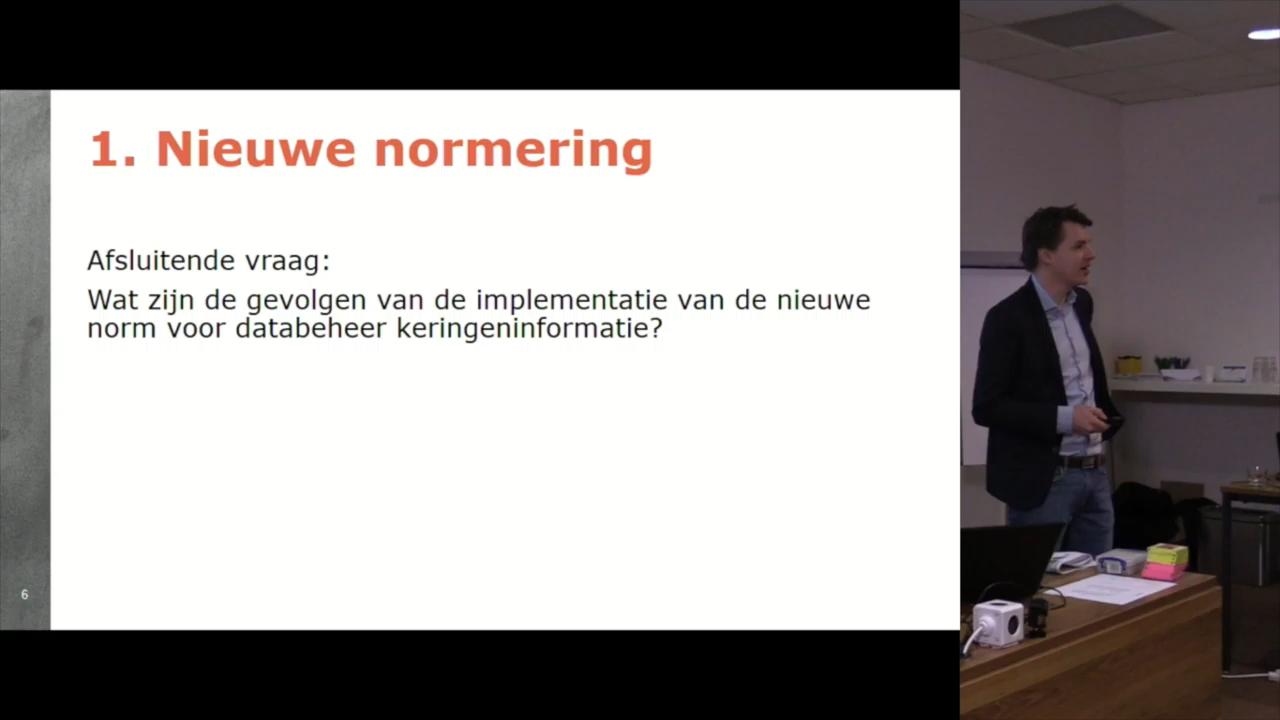 1. Nieuwe normering
Afsluitende vraag:
Wat zijn de gevolgen van de implementatie van de nieuwe
norm voor databeheer keringeninformatie?
6